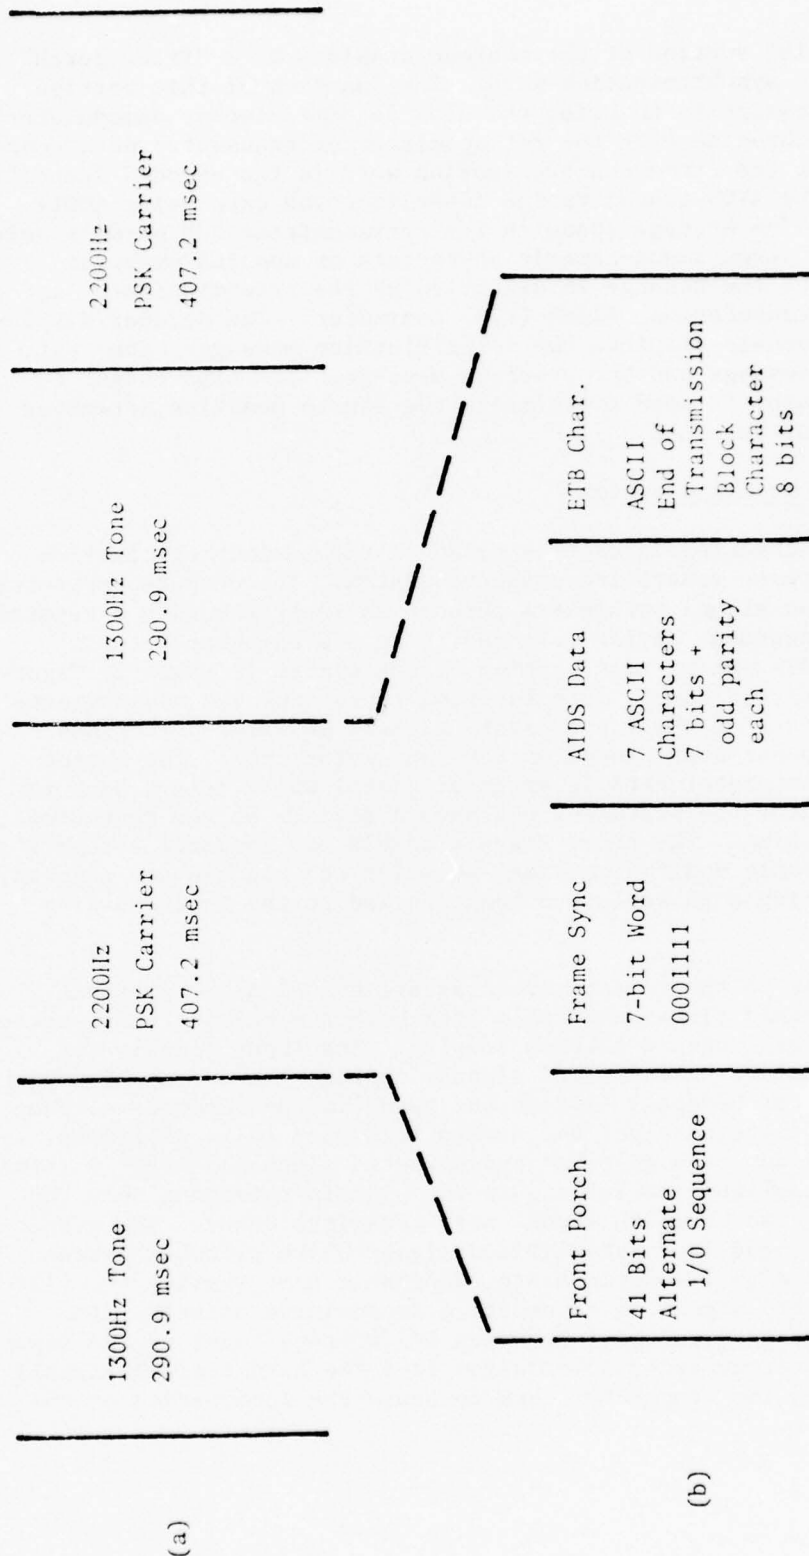 (a)
1300Hz Tone
290.9 msec
2200Hz
PSK Carrier
407.2 msec
1300Hz Tone
290.9 msec
2200Hz
PSK Carrier
407.2 msec
(b)
Front Porch
41 Bits
Alternate
1/0 Sequence
Frame Sync
7-bit Word
0001111
AIDS Data
7 ASCII
Characters
7 bits +
odd parity
each
ETB Char.
ASCII
End of
Transmission
Block
Character
8 bits